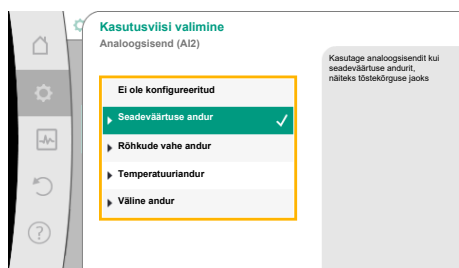 Kasutusviisi valimine
Analoogsisend (AI2)
Ei ole konfigureeritud
Seadeväärtuse andur
Rõhkude vahe andur
Temperatuuriandur
Väline andur
Kasutage analoogsisendit kui
seadeväärtuse andurit,
näiteks tõstekõrguse jaoks
?